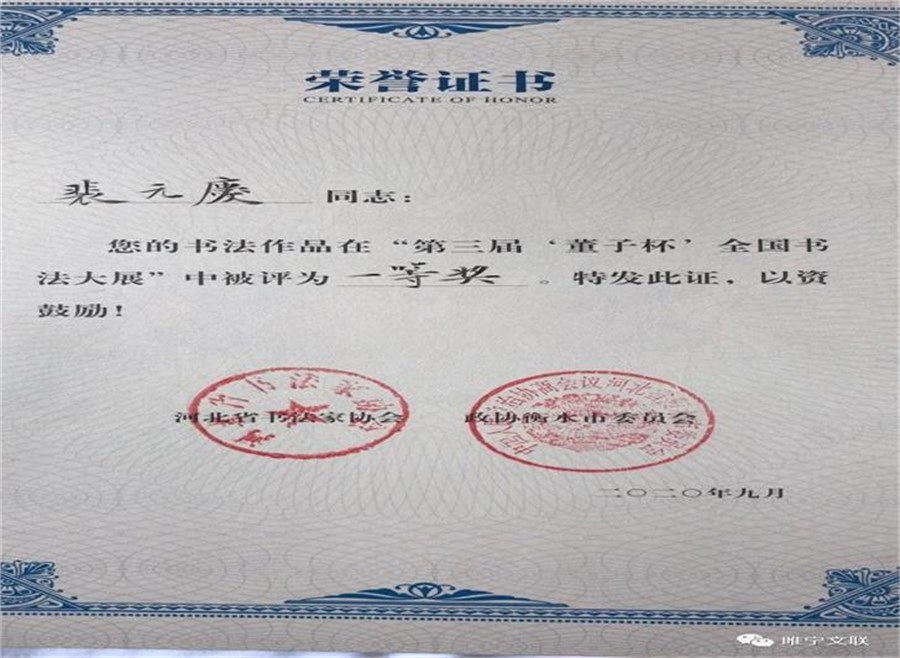 荣誉证书
CERTIFICATE OF HONOR
裴元废 同志：
您的书法作品在“第三届‘董子杯’全国书
法大展”中被评为 一等奖 。特发此证，以资
鼓励！
河北省书法家协会 政协衡水市委员会
二〇二〇年九月
睢宁文联